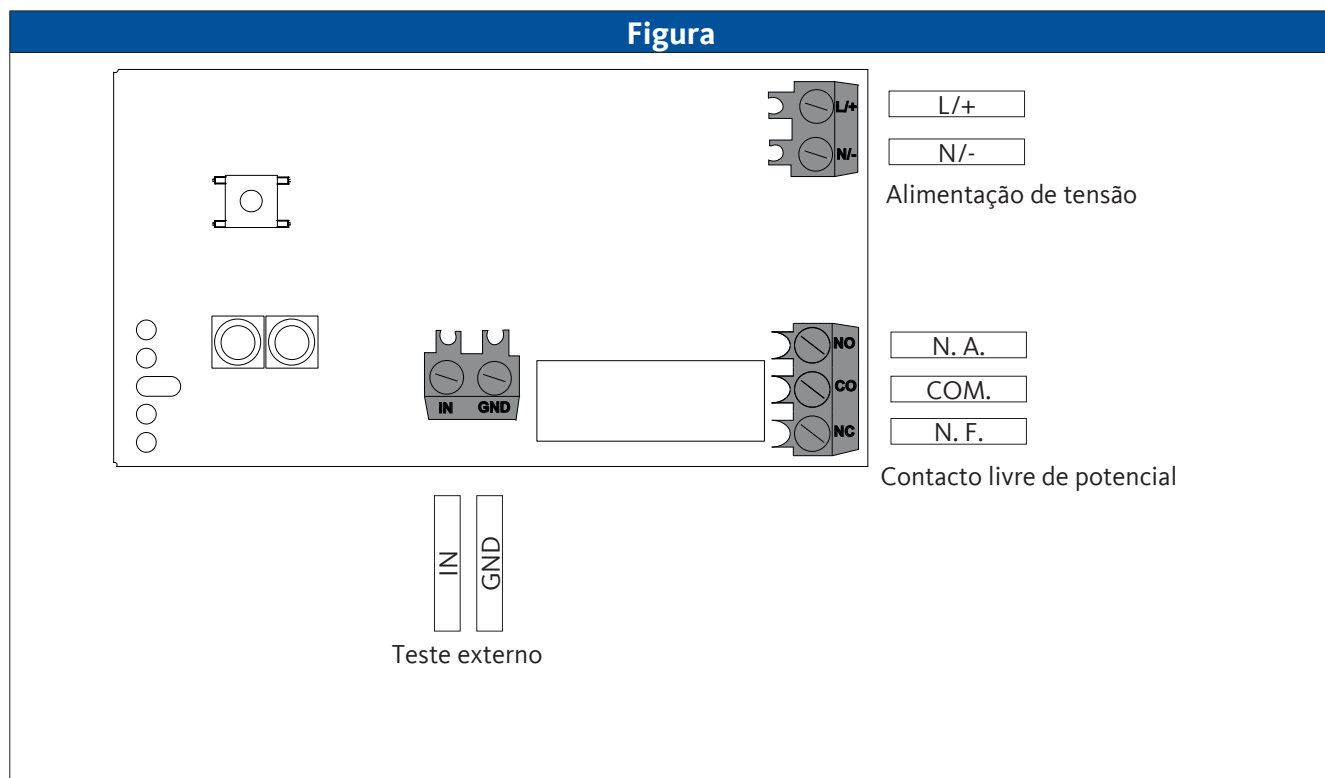 Figura
L/+ L/+
N/- N/-
Alimentação de tensão
NO N. A.
CO COM.
NC N. F.
IN GND
Contacto livre de potencial
IN GND
Teste externo